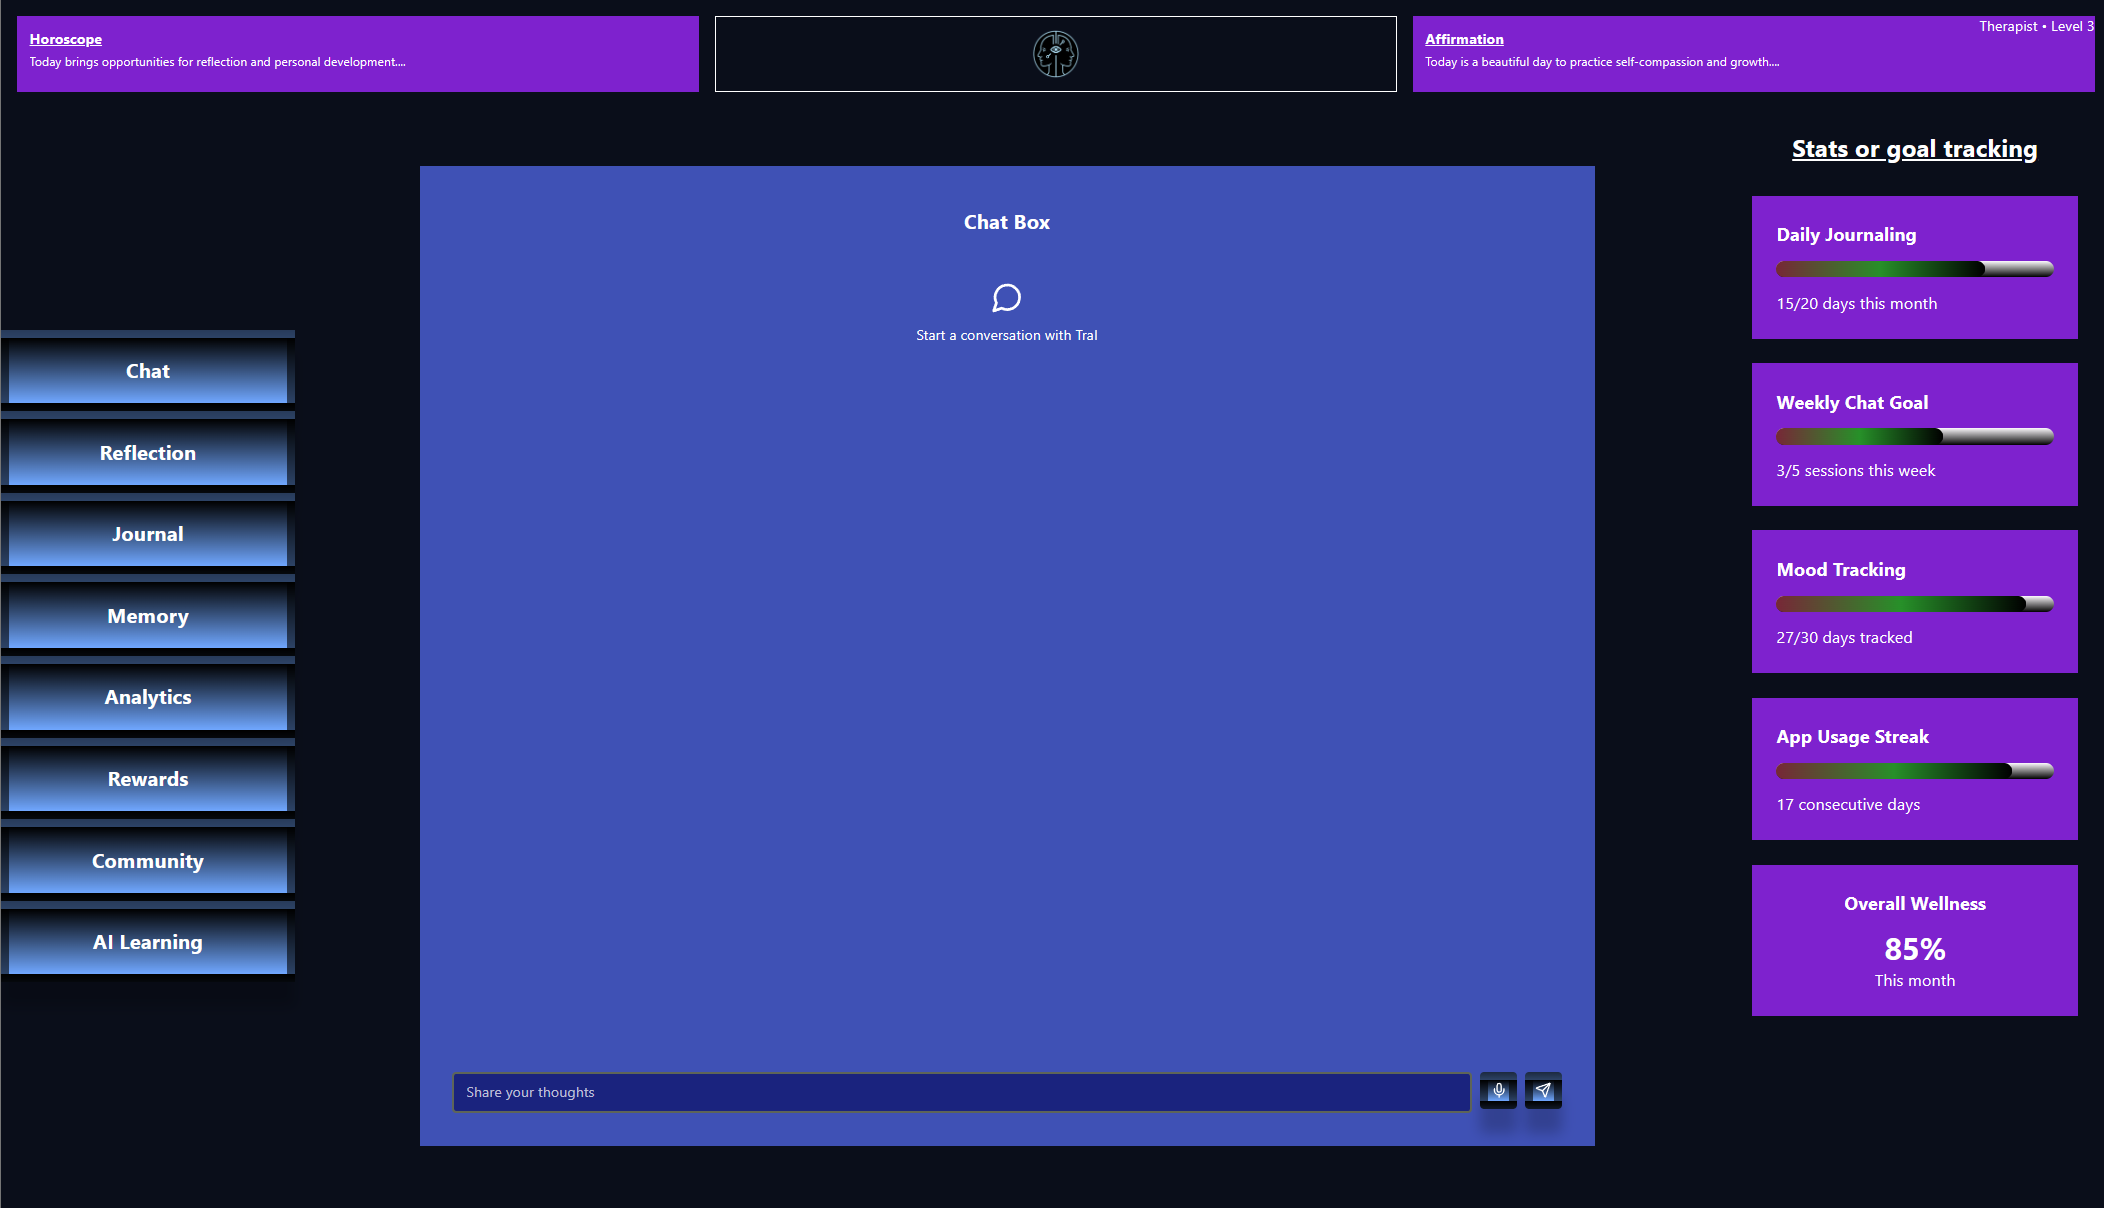 Horoscope
Today brings opportunities for reflection and personal development....
Affirmation
Therapist • Level 3
Today is a beautiful day to practice self-compassion and growth....
Chat
Reflection
Journal
Memory
Analytics
Rewards
Community
AI Learning
Chat Box
Start a conversation with Tral
Share your thoughts
Stats or goal tracking
Daily Journaling
15/20 days this month
Weekly Chat Goal
3/5 sessions this week
Mood Tracking
27/30 days tracked
App Usage Streak
17 consecutive days
Overall Wellness
85%
This month